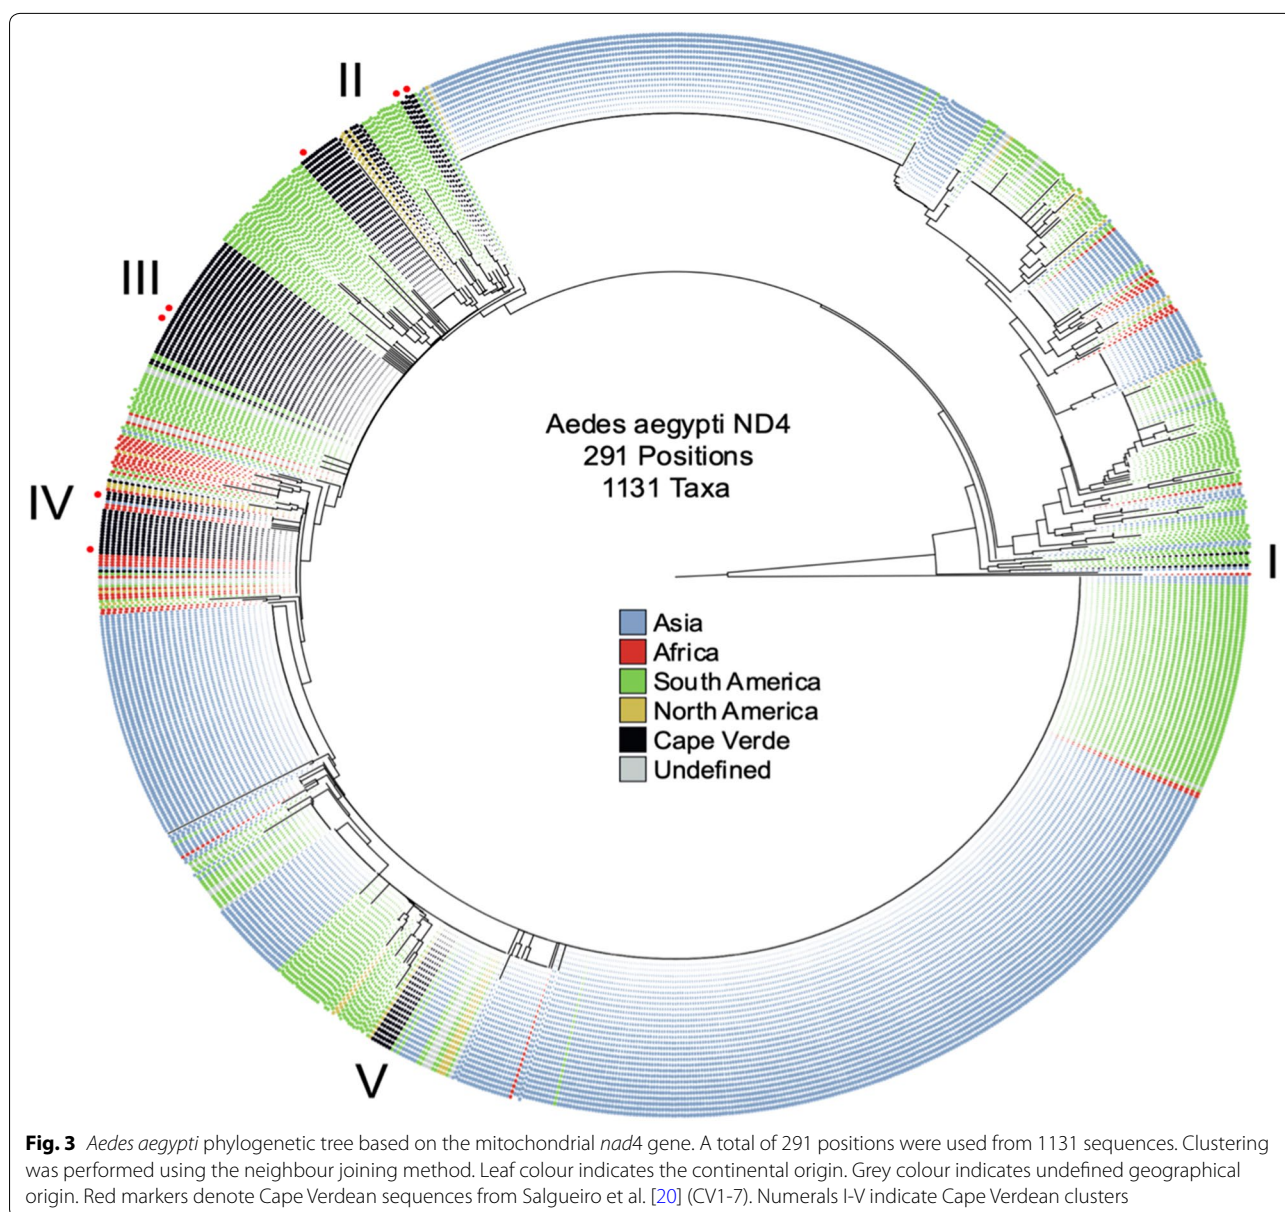 II
III
IV
I
V
Aedes aegypti ND4
291 Positions
1131 Taxa
Asia
Africa
South America
North America
Cape Verde
Undefined
Fig. 3 Aedes aegypti phylogenetic tree based on the mitochondrial nad4 gene. A total of 291 positions were used from 1131 sequences. Clustering
was performed using the neighbour joining method. Leaf colour indicates the continental origin. Grey colour indicates undefined geographical
origin. Red markers denote Cape Verdean sequences from Salgueiro et al. [20] (CV1-7). Numerals I-V indicate Cape Verdean clusters